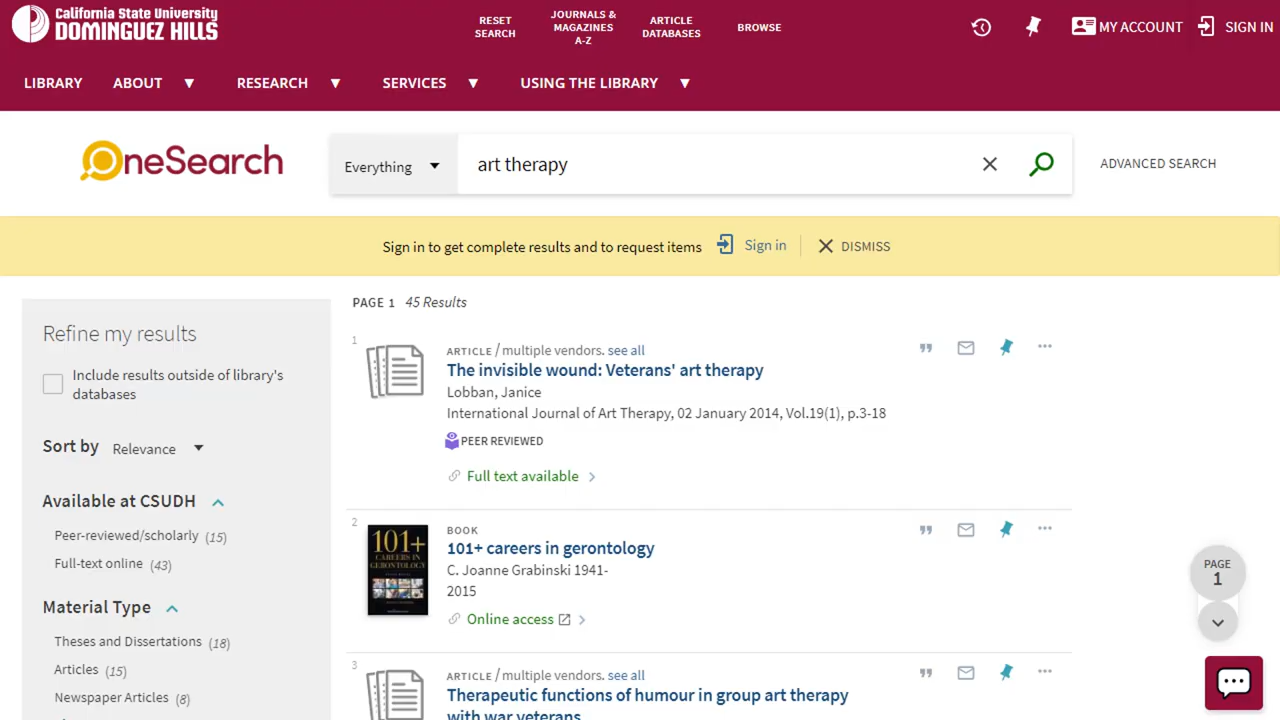 California State University
DOMINGUEZ HILLS
RESET
SEARCH
JOURNALS &
MAGAZINES
A-Z
ARTICLE
DATABASES
BROWSE
MY ACCOUNT
SIGN IN
LIBRARY
ABOUT
RESEARCH
SERVICES
USING THE LIBRARY
OneSearch
Everything
art therapy
ADVANCED SEARCH
Sign in to get complete results and to request items
Sign in
DISMISS
Refine my results
Include results outside of library's
databases
Sort by Relevance
Available at CSUDH
Peer-reviewed/scholarly (15)
Full-text online (43)
Material Type
Theses and Dissertations (18)
Articles (15)
Newspaper Articles (8)
PAGE 1 45 Results
1
ARTICLE / multiple vendors. see all
The invisible wound: Veterans' art therapy
Lobban, Janice
International Journal of Art Therapy, 02 January 2014, Vol.19(1), p.3-18
PEER REVIEWED
Full text available
2
101+
CAREERS IN
GERONTOLOGY
BOOK
101+ careers in gerontology
C. Joanne Grabinski 1941-
2015
Online access
3
ARTICLE / multiple vendors. see all
Therapeutic functions of humour in group art therapy
with war veterans
PAGE
1